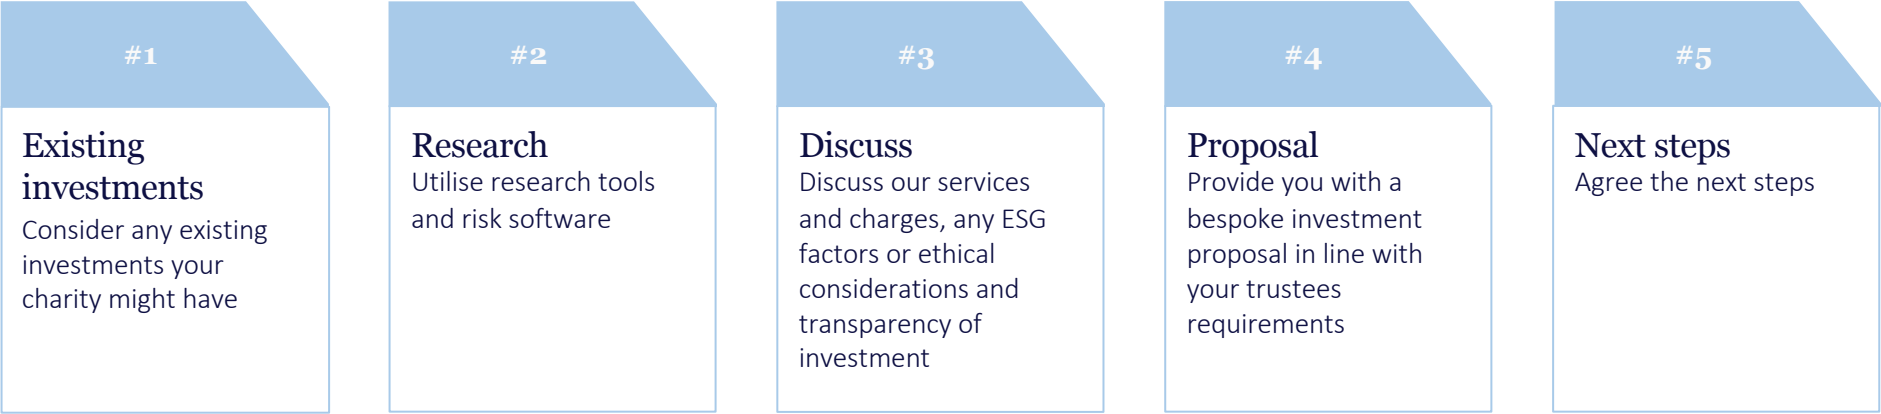 #1
Existing
investments
Consider any existing
investments your
charity might have
#2
Research
Utilise research tools
and risk software
#3
Discuss
Discuss our services
and charges, any ESG
factors or ethical
considerations and
transparency of
investment
#4
Proposal
Provide you with a
bespoke investment
proposal in line with
your trustees
requirements
#5
Next steps
Agree the next steps